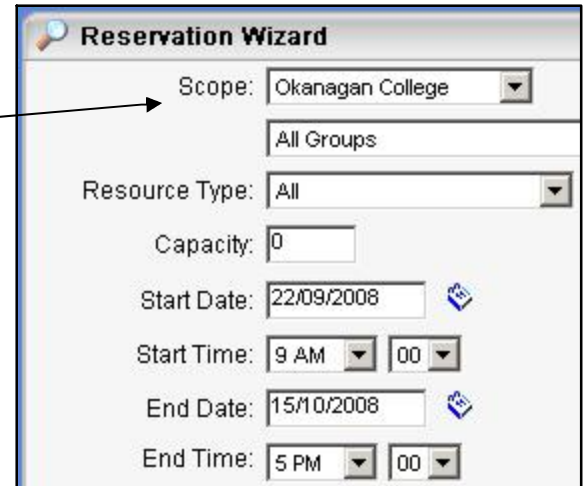 Reservation Wizard
Scope: Okanagan College
All Groups
Resource Type: All
Capacity: 0
Start Date: 22/09/2008
Start Time: 9 AM 00
End Date: 15/10/2008
End Time: 5 PM 00